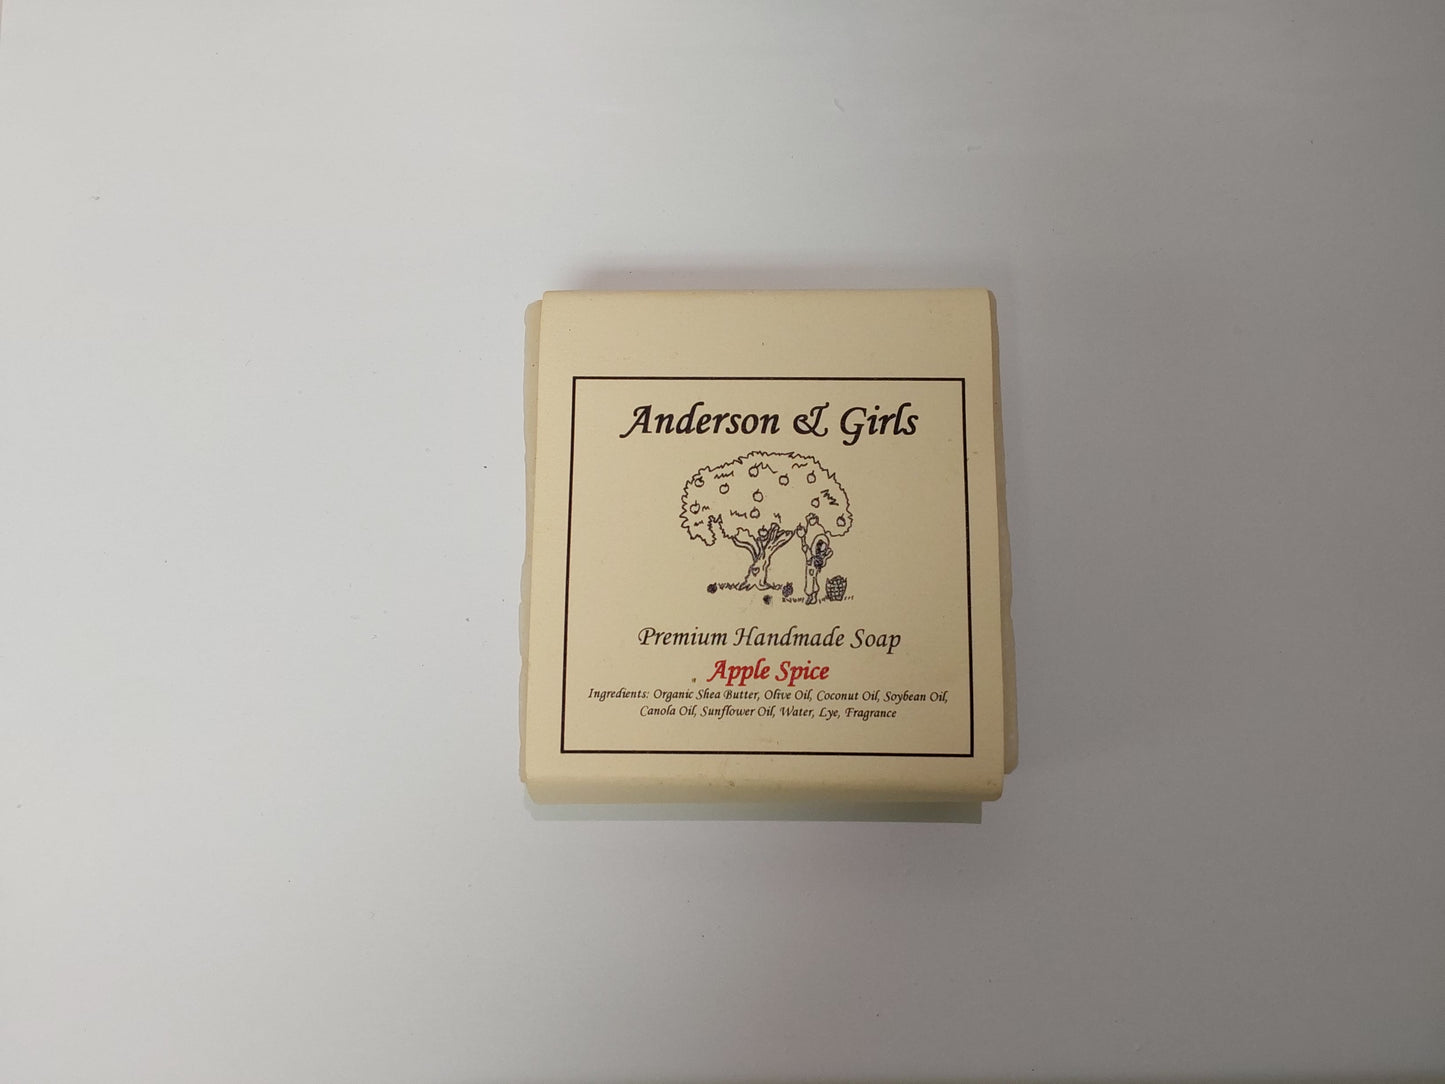 Anderson & Girls
Premium Handmade Soap
Apple Spice
Ingredients: Organic Shea Butter, Olive Oil, Coconut Oil, Soybean Oil,
Canola Oil, Sunflower Oil, Water, Lye, Fragrance